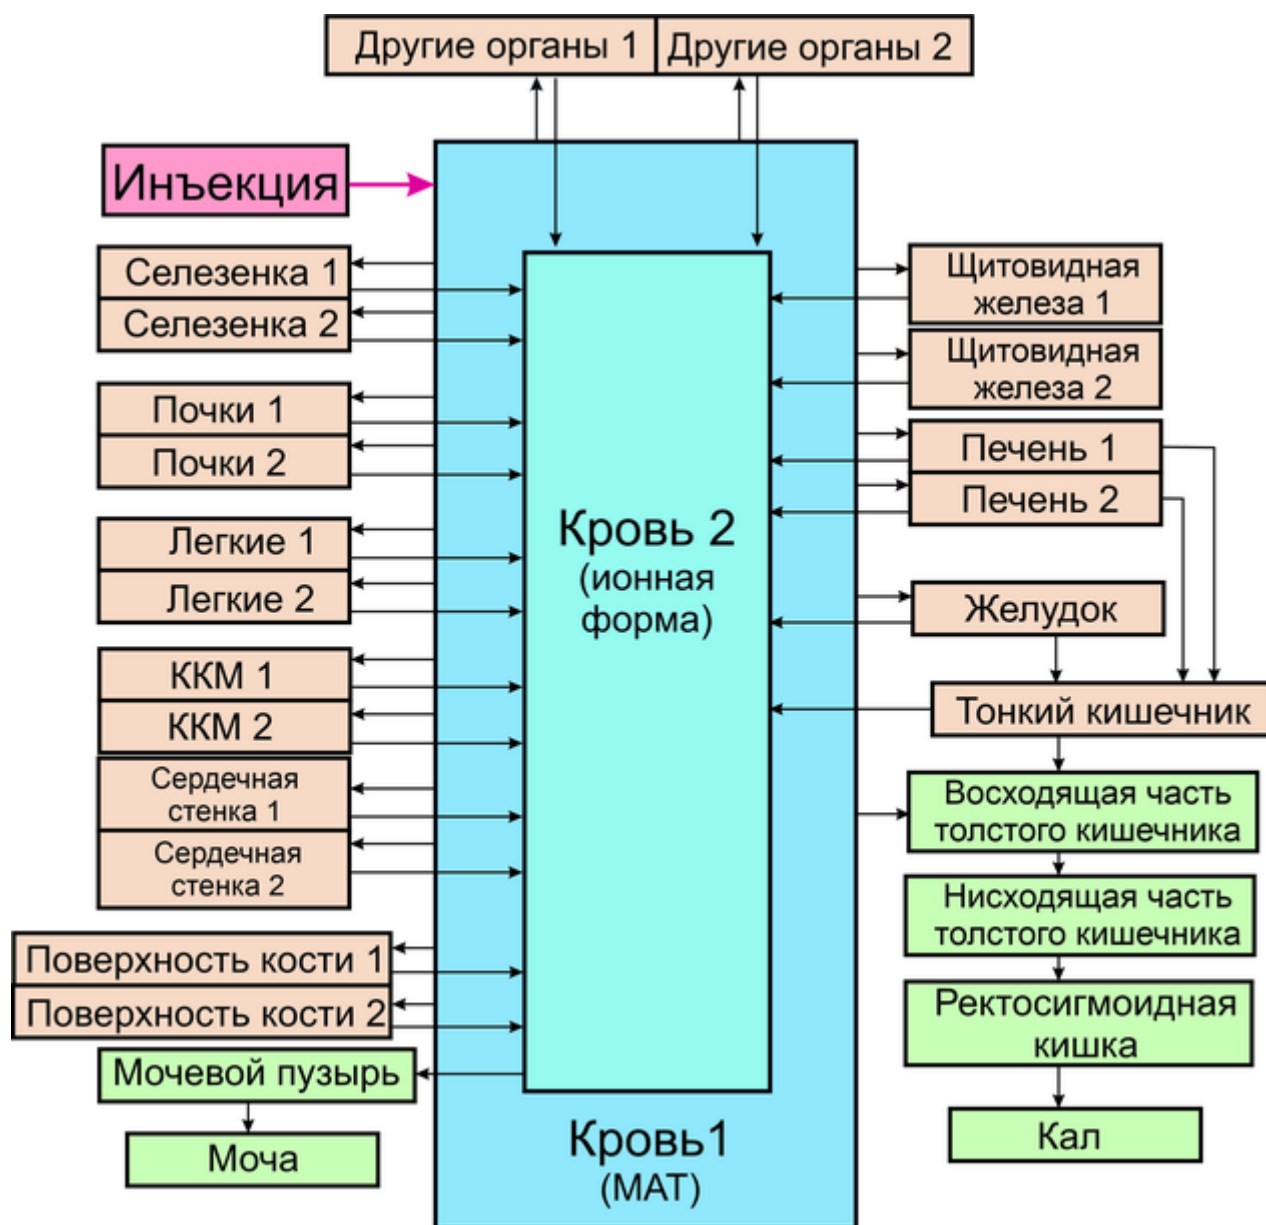 Другие органы 1
Другие органы 2
Инъекция
Селезенка 1
Селезенка 2
Почки 1
Почки 2
Легкие 1
Легкие 2
ККМ 1
ККМ 2
Сердечная
стенка 1
Сердечная
стенка 2
Поверхность кости 1
Поверхность кости 2
Мочевой пузырь
Моча
Кровь 2
(ионная
форма)
Кровь1
(МАТ)
Щитовидная
железа 1
Щитовидная
железа 2
Печень 1
Печень 2
Желудок
Тонкий кишечник
Восходящая часть
толстого кишечника
Нисходящая часть
толстого кишечника
Ректосигмоидная
кишка
Кал